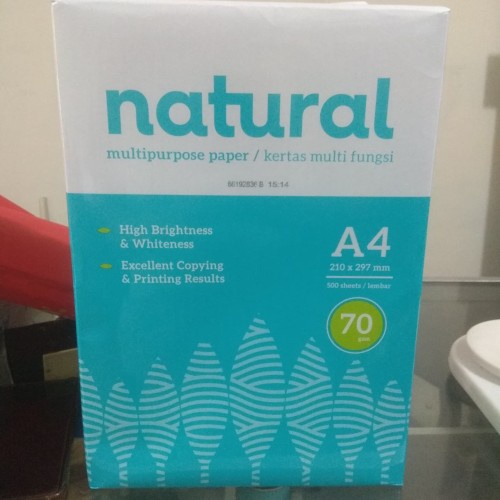 natural
multipurpose paper / kertas multi fungsi
15:14
High Brightness
& Whiteness
Excellent Copying
& Printing Results
A4
210 x 297 mm
500 sheets / lembar
70
gsm